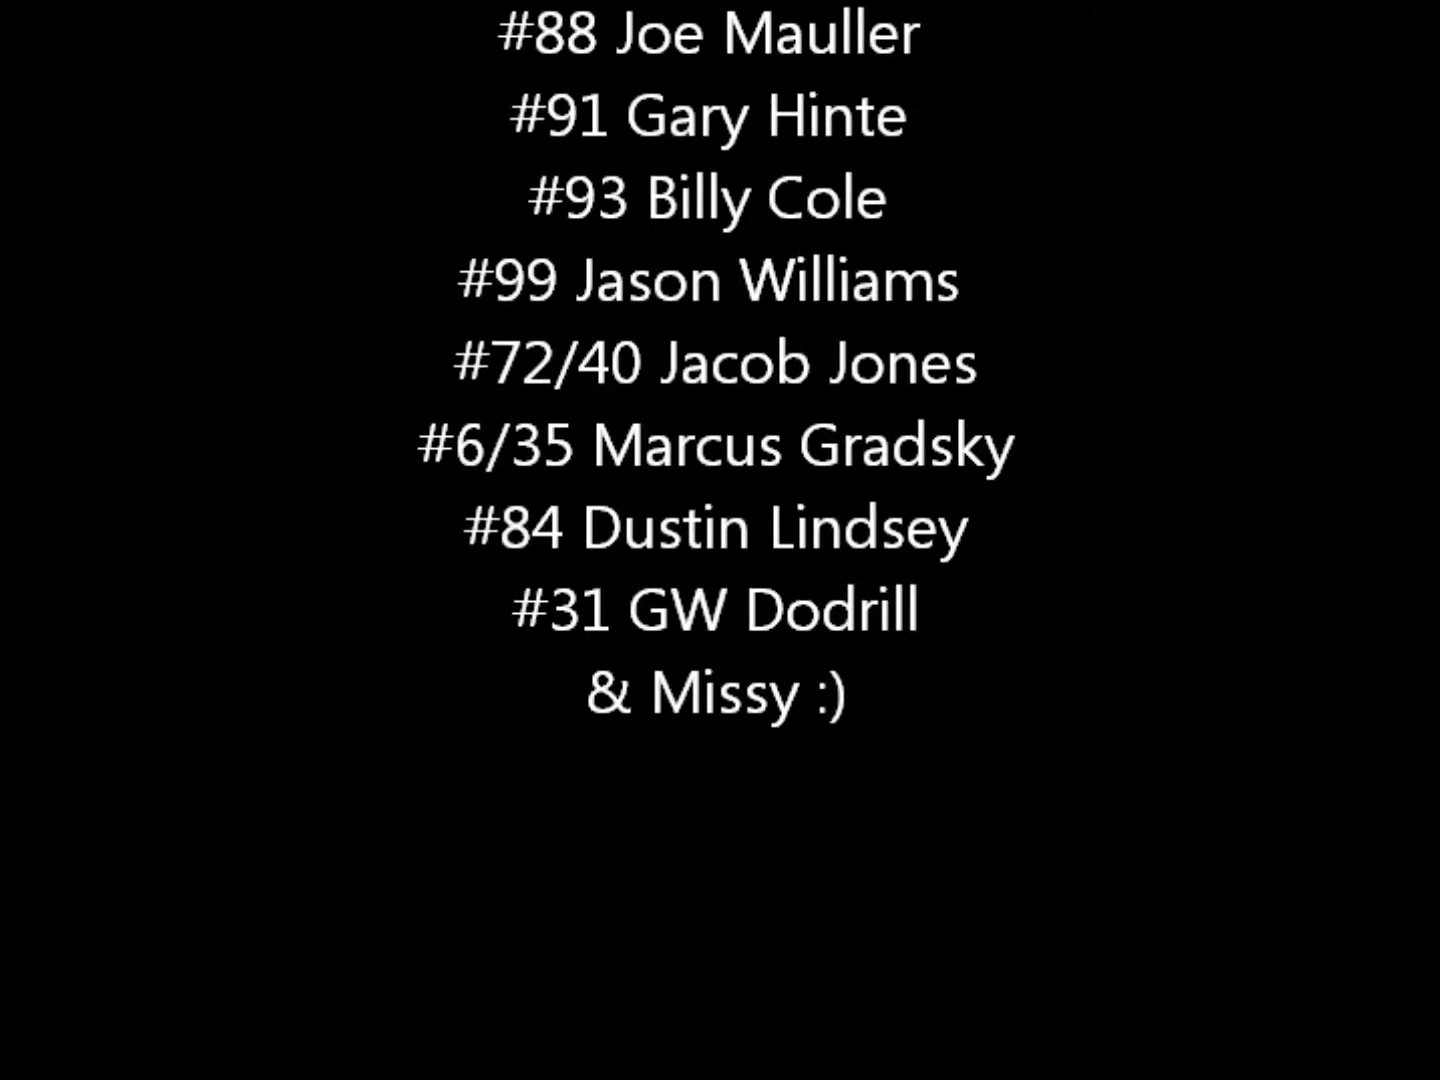 #88 Joe Mauller
#91 Gary Hinte
#93 Billy Cole
#99 Jason Williams
#72/40 Jacob Jones
#6/35 Marcus Gradsky
#84 Dustin Lindsey
#31 GW Dodrill
& Missy :)